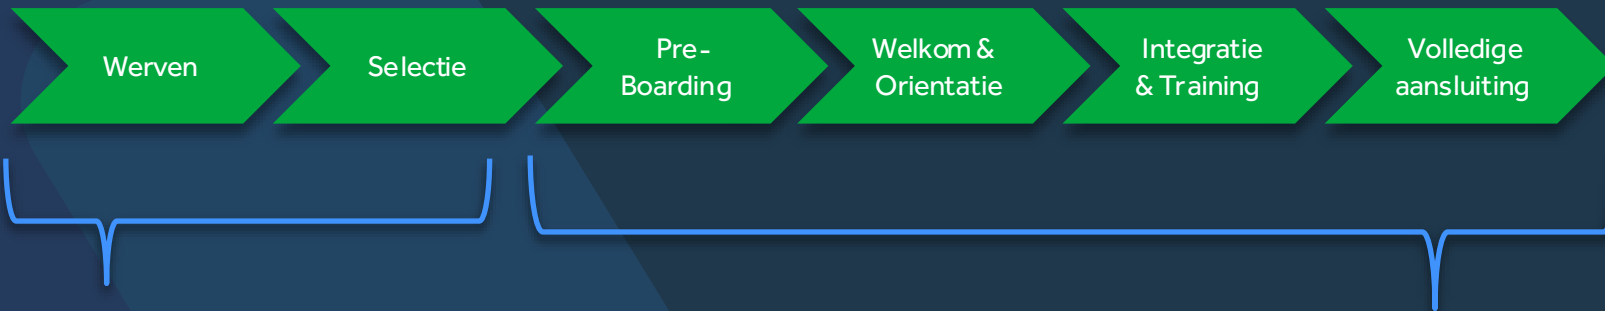 Werven
Selectie
Pre-
Boarding
Welkom &
Orientatie
Integratie
& Training
Volledige
aansluiting